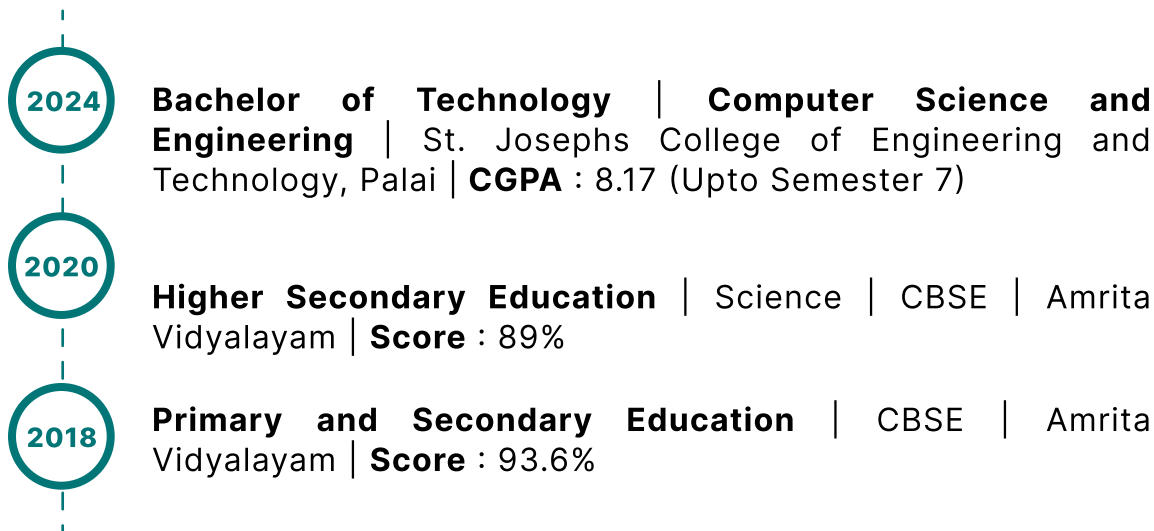 2024
Bachelor of Technology | Computer Science and
Engineering | St. Josephs College of Engineering and
Technology, Palai | CGPA : 8.17 (Upto Semester 7)
2020
Higher Secondary Education | Science | CBSE | Amrita
Vidyalayam | Score : 89%
2018
Primary and Secondary Education | CBSE | Amrita
Vidyalayam | Score : 93.6%